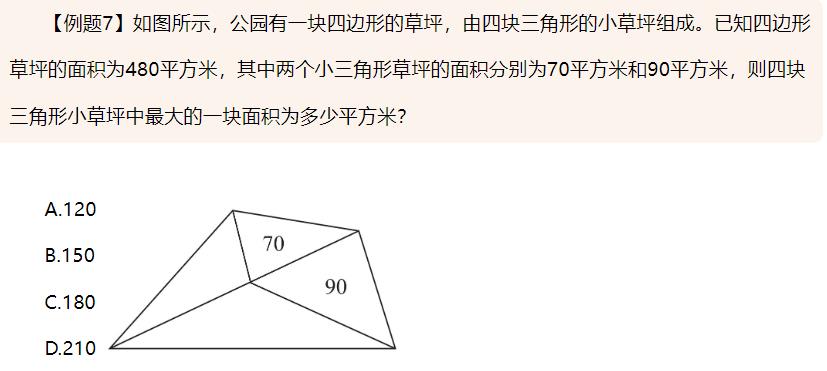 【例题7】如图所示，公园有一块四边形的草坪，由四块三角形的小草坪组成。已知四边形
草坪的面积为480平方米，其中两个小三角形草坪的面积分别为70平方米和90平方米，则四块
三角形小草坪中最大的一块面积为多少平方米？
A.120
B.150
C.180
D.210
70
90